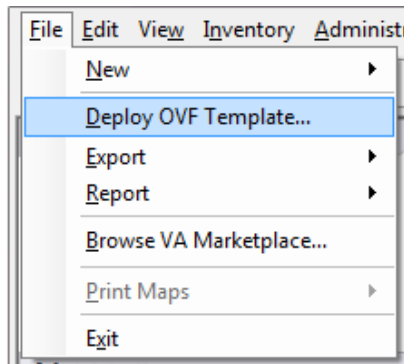 File Edit View Inventory Administr
New
Deploy OVF Template...
Export
Report
Browse VA Marketplace...
Print Maps
Exit